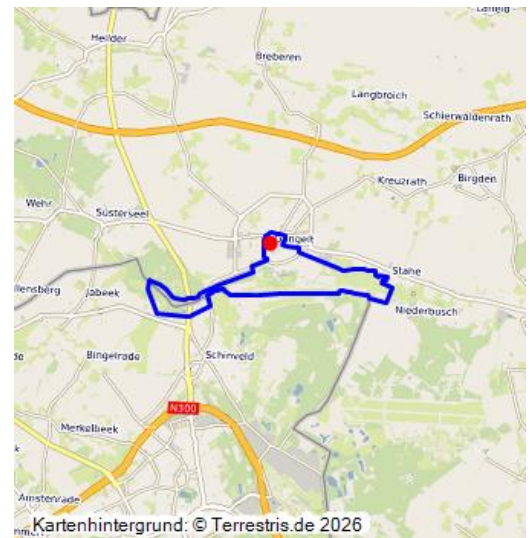 Heilder
Breberen
Langbroich
Schierwaldenrath
Kreuzrath
Birgden
Wehr
Süsterseel
Stahe
Jabeek
Niederbusch
Bingelrade
Schinveld
N300
Merkelbeek
Amstenrade
Kartenhintergrund: © Terrestris.de 2026